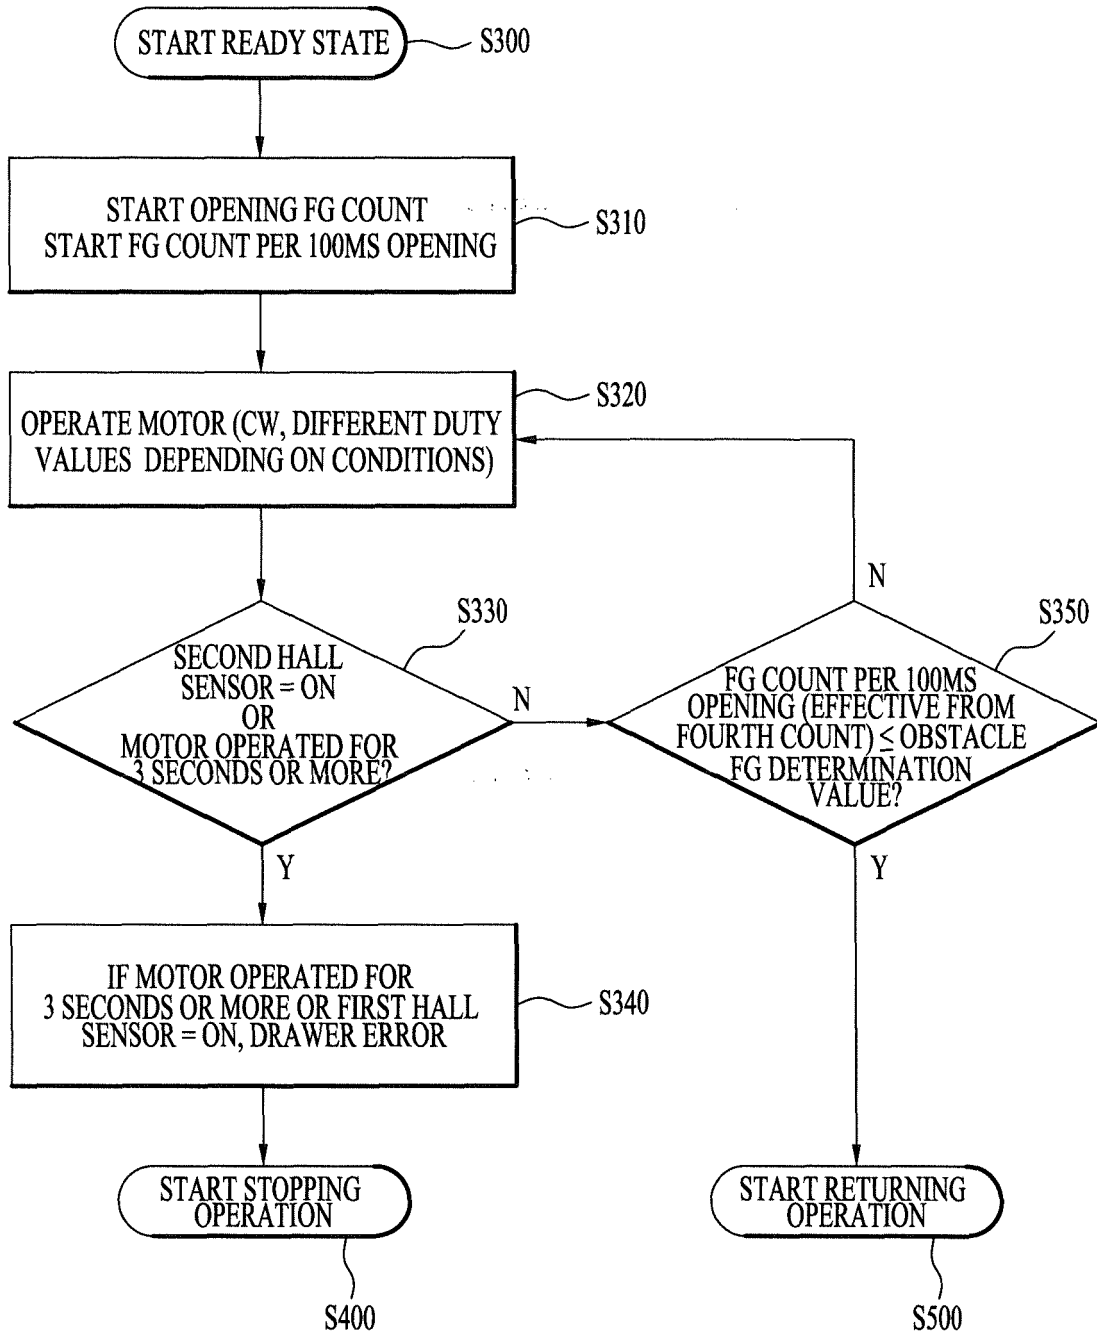 START READY STATE
S300
START OPENING FG COUNT
START FG COUNT PER 100MS OPENING
S310
OPERATE MOTOR (CW, DIFFERENT DUTY
VALUES DEPENDING ON CONDITIONS)
S320
SECOND HALL
SENSOR = ON
OR
MOTOR OPERATED FOR
3 SECONDS OR MORE?
S330
N
Y
FG COUNT PER 100MS
OPENING (EFFECTIVE FROM
FOURTH COUNT) ≤ OBSTACLE
FG DETERMINATION
VALUE?
S350
N
Y
IF MOTOR OPERATED FOR
3 SECONDS OR MORE OR FIRST HALL
SENSOR = ON, DRAWER ERROR
S340
START STOPPING
OPERATION
S400
START RETURNING
OPERATION
S500